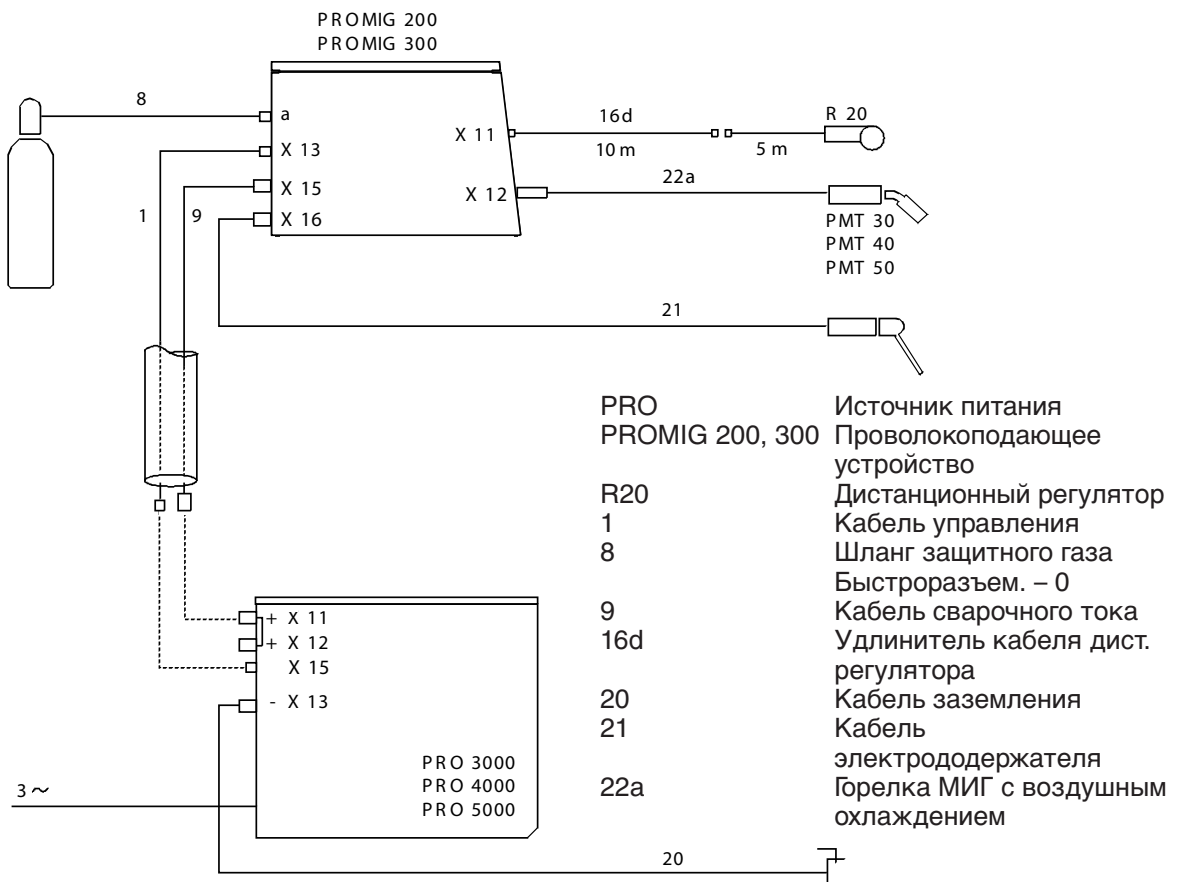 PROMIG 200
PROMIG 300
8
a
X 13
X 15
X 16
X 11
X 12
16d
10 m
5 m
R 20
22a
PMT 30
PMT 40
PMT 50
1
9
21
+ X 11
+ X 12
X 15
- X 13
PRO 3000
PRO 4000
PRO 5000
3 ~
20
PRO Источник питания
PROMIG 200, 300 Проволокоподающее
устройство
R20 Дистанционный регулятор
1 Кабель управления
8 Шланг защитного газа
Быстроразъем. – 0
9 Кабель сварочного тока
16d Удлинитель кабеля дист.
регулятора
20 Кабель заземления
21 Кабель
электрододержателя
22a Горелка МИГ с воздушным
охлаждением